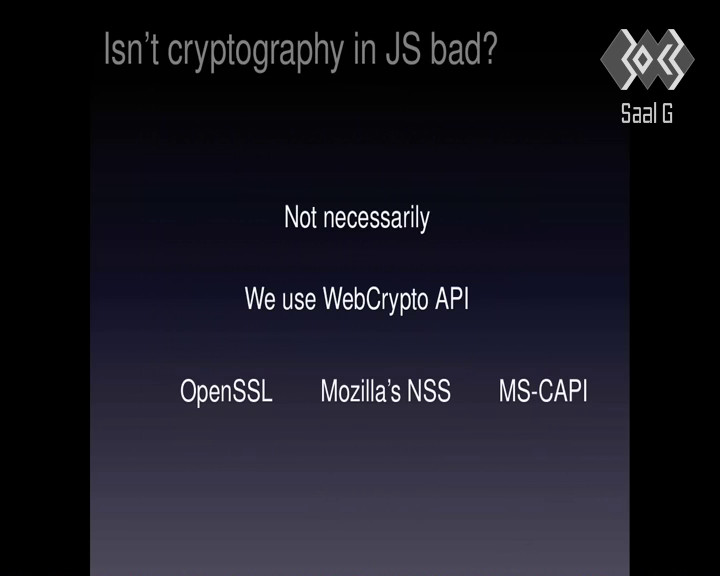 Isn't cryptography in JS bad?
Saal G
Not necessarily
We use WebCrypto API
OpenSSL Mozilla's NSS MS-CAPI